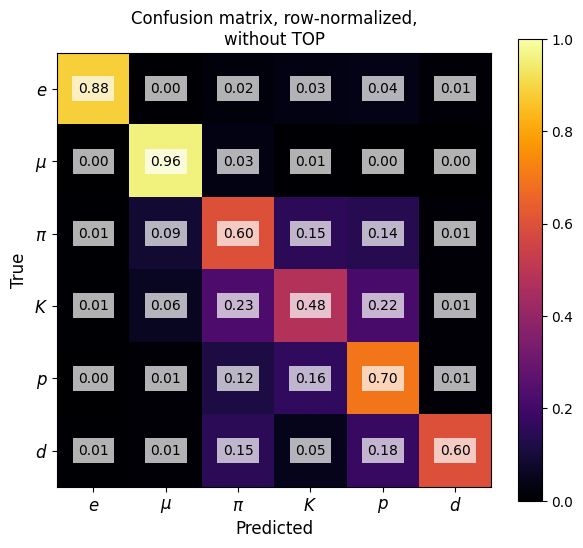 Confusion matrix, row-normalized,
without TOP
e 0.88 0.00 0.02 0.03 0.04 0.01
μ 0.00 0.96 0.03 0.01 0.00 0.00
π 0.01 0.09 0.60 0.15 0.14 0.01
K 0.01 0.06 0.23 0.48 0.22 0.01
p 0.00 0.01 0.12 0.16 0.70 0.01
d 0.01 0.01 0.15 0.05 0.18 0.60
e μ π K p d
Predicted
True
1.0
0.8
0.6
0.4
0.2
0.0